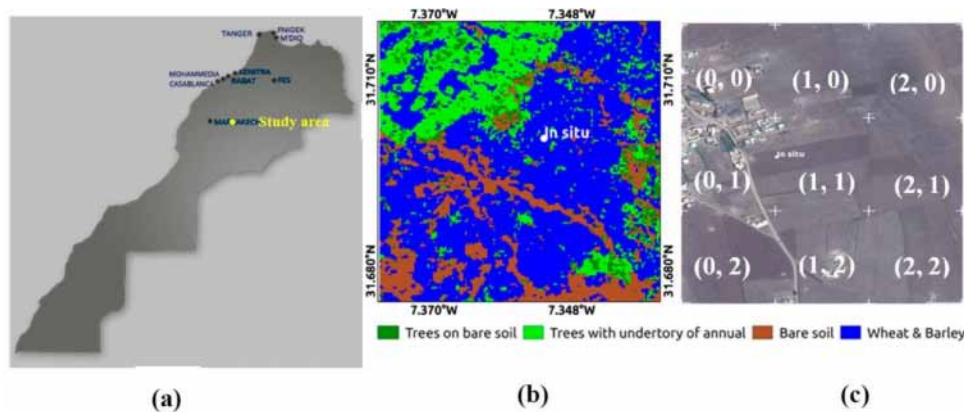 TANGER
FNIDEK
M'DIQ
MOHAMMEDIA
KENITRA
CASABLANCA
RABAT
FES
Study area
(a)
7.370°W 7.348°W
31.710°N
31.710°N
In situ
31.680°N
31.680°N
7.370°W 7.348°W
Trees on bare soil
Trees with undertory of annual
Bare soil
Wheat & Barley
(b)
(0, 0) (1, 0) (2, 0)
In situ
(0, 1) (1, 1) (2, 1)
(0, 2) (1, 2) (2, 2)
(c)